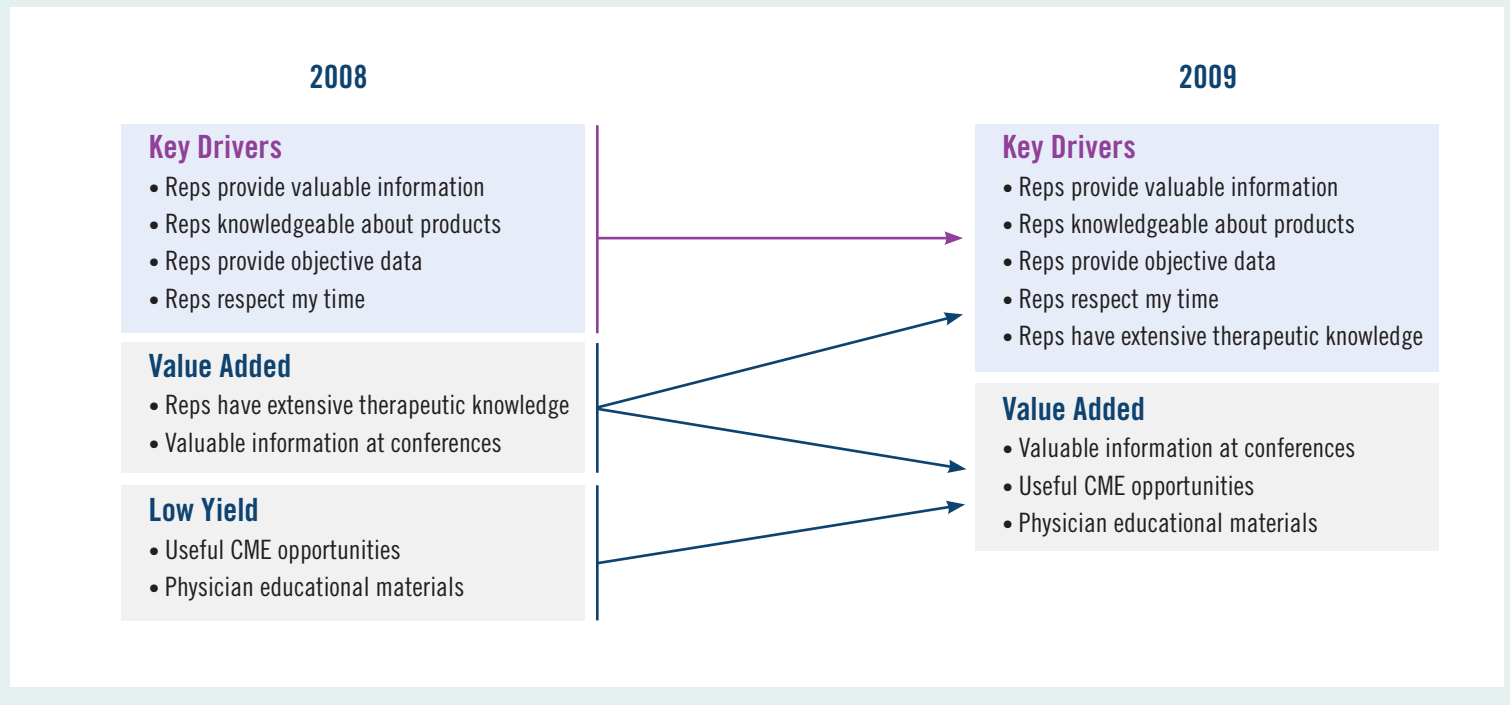 2008
Key Drivers
• Reps provide valuable information
• Reps knowledgeable about products
• Reps provide objective data
• Reps respect my time
Value Added
• Reps have extensive therapeutic knowledge
• Valuable information at conferences
Low Yield
• Useful CME opportunities
• Physician educational materials
2009
Key Drivers
• Reps provide valuable information
• Reps knowledgeable about products
• Reps provide objective data
• Reps respect my time
• Reps have extensive therapeutic knowledge
Value Added
• Valuable information at conferences
• Useful CME opportunities
• Physician educational materials